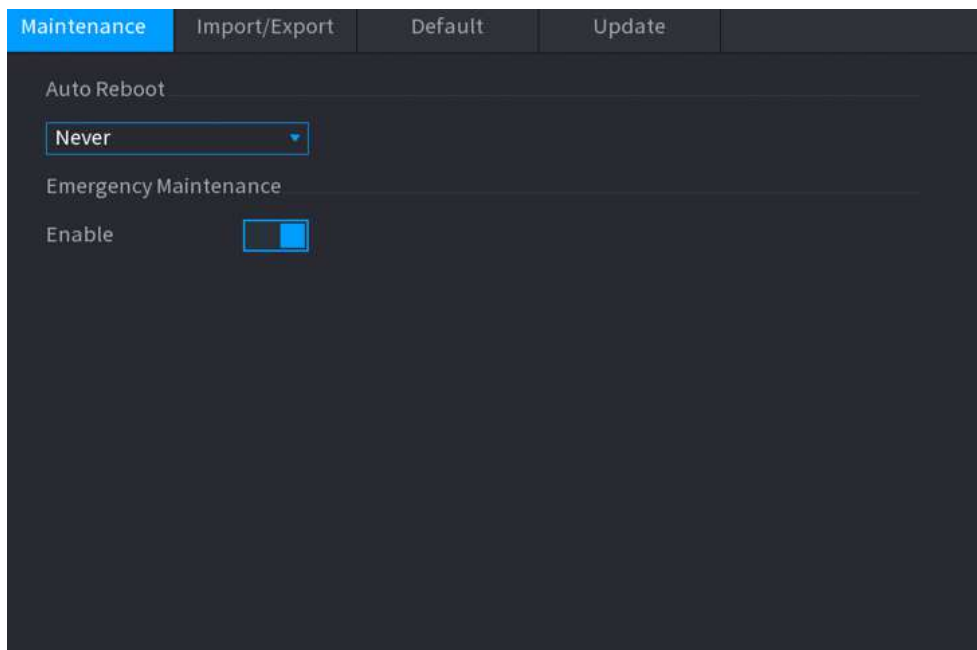 Maintenance Import/Export Default Update
Auto Reboot
Never
Emergency Maintenance
Enable